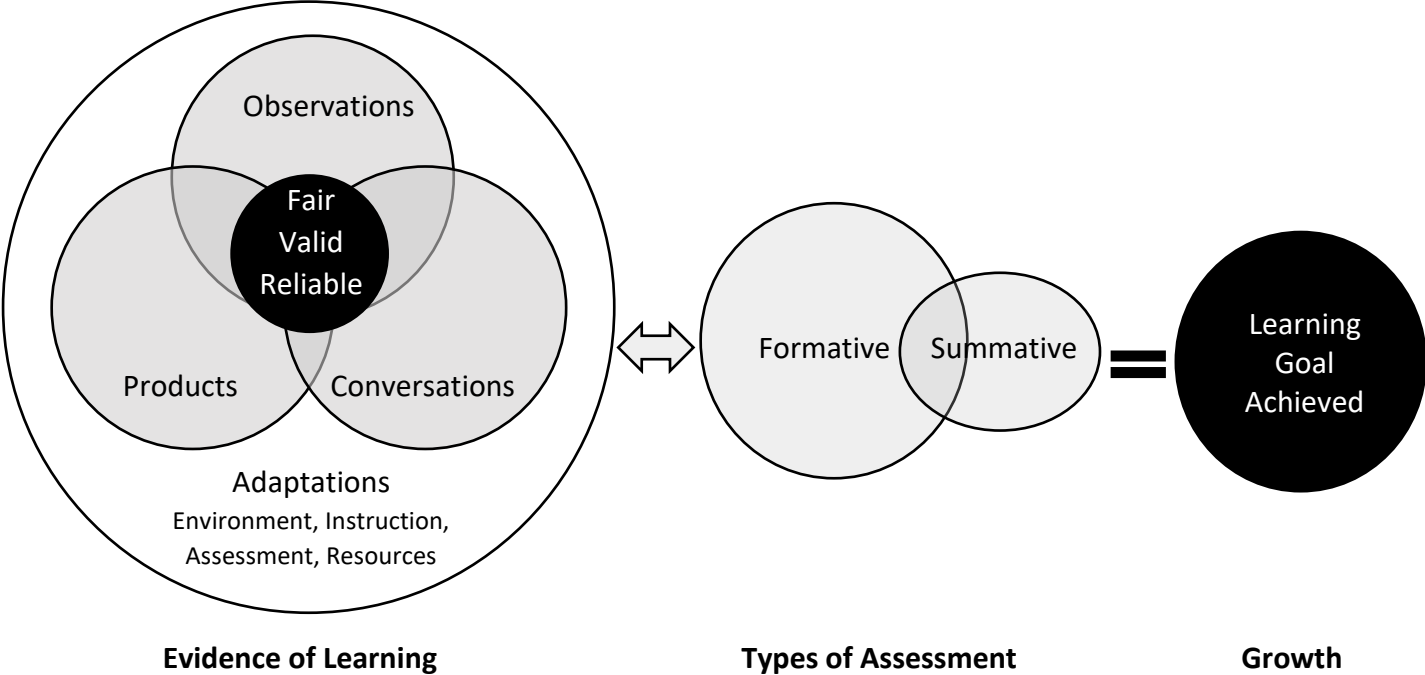 Observations
Fair
Valid
Reliable
Products
Conversations
Adaptations
Environment, Instruction,
Assessment, Resources
Evidence of Learning
Formative
Summative
Types of Assessment
Learning
Goal
Achieved
Growth